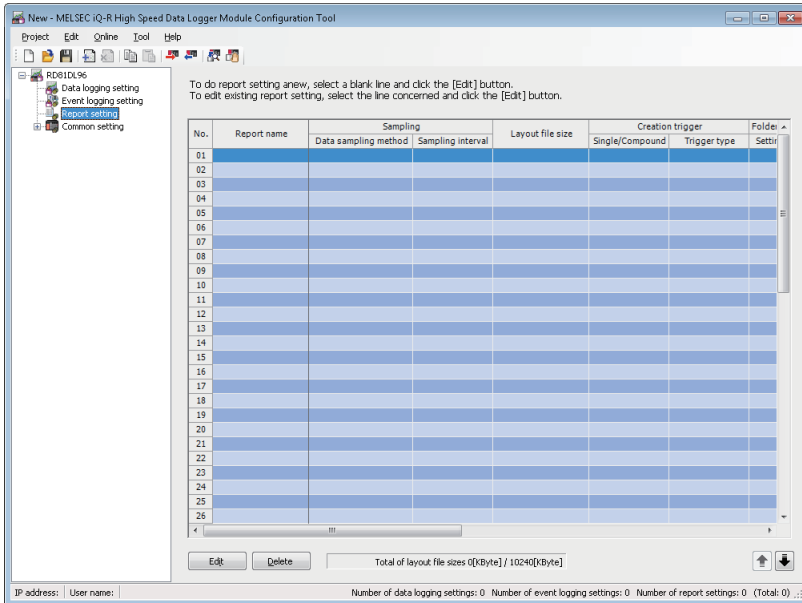 New - MELSEC iQ-R High Speed Data Logger Module Configuration Tool
Project Edit Online Tool Help
RD81DL96
Data logging setting
Event logging setting
Report setting
Common setting
To do report setting anew, select a blank line and click the [Edit] button.
To edit existing report setting, select the line concerned and click the [Edit] button.
No. Report name Sampling Layout file size Creation trigger Folder
Data sampling method Sampling interval Single/Compound Trigger type Settin
01
02
03
04
05
06
07
08
09
10
11
12
13
14
15
16
17
18
19
20
21
22
23
24
25
26
Edit Delete Total of layout file sizes 0[KByte] / 10240[KByte]
IP address: User name: Number of data logging settings: 0 Number of event logging settings: 0 Number of report settings: 0 (Total: 0)